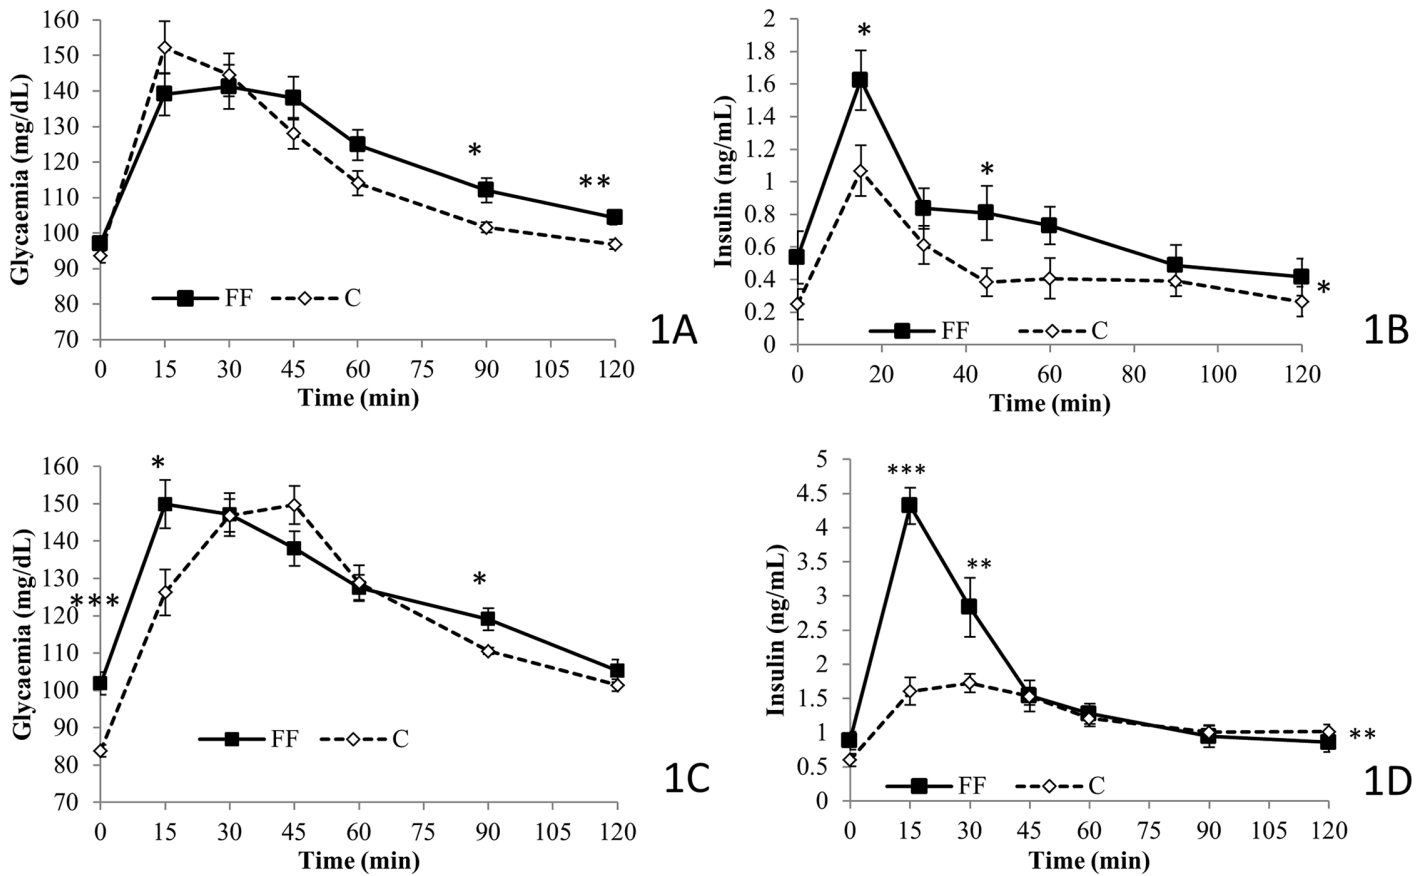 160
150
140
130
120
110
100
90
80
70
Glycaemia (mg/dL)
*
**
FF C
0 15 30 45 60 75 90 105 120
Time (min)
1A
2
1.8
1.6
1.4
1.2
1
0.8
0.6
0.4
0.2
0
Insulin (ng/mL)
*
*
*
FF C
0 20 40 60 80 100 120
Time (min)
1B
160
150
140
130
120
110
100
90
80
70
Glycaemia (mg/dL)
*
***
*
FF C
0 15 30 45 60 75 90 105 120
Time (min)
1C
5
4.5
4
3.5
3
2.5
2
1.5
1
0.5
0
Insulin (ng/mL)
***
**
**
FF C
0 15 30 45 60 75 90 105 120
Time (min)
1D